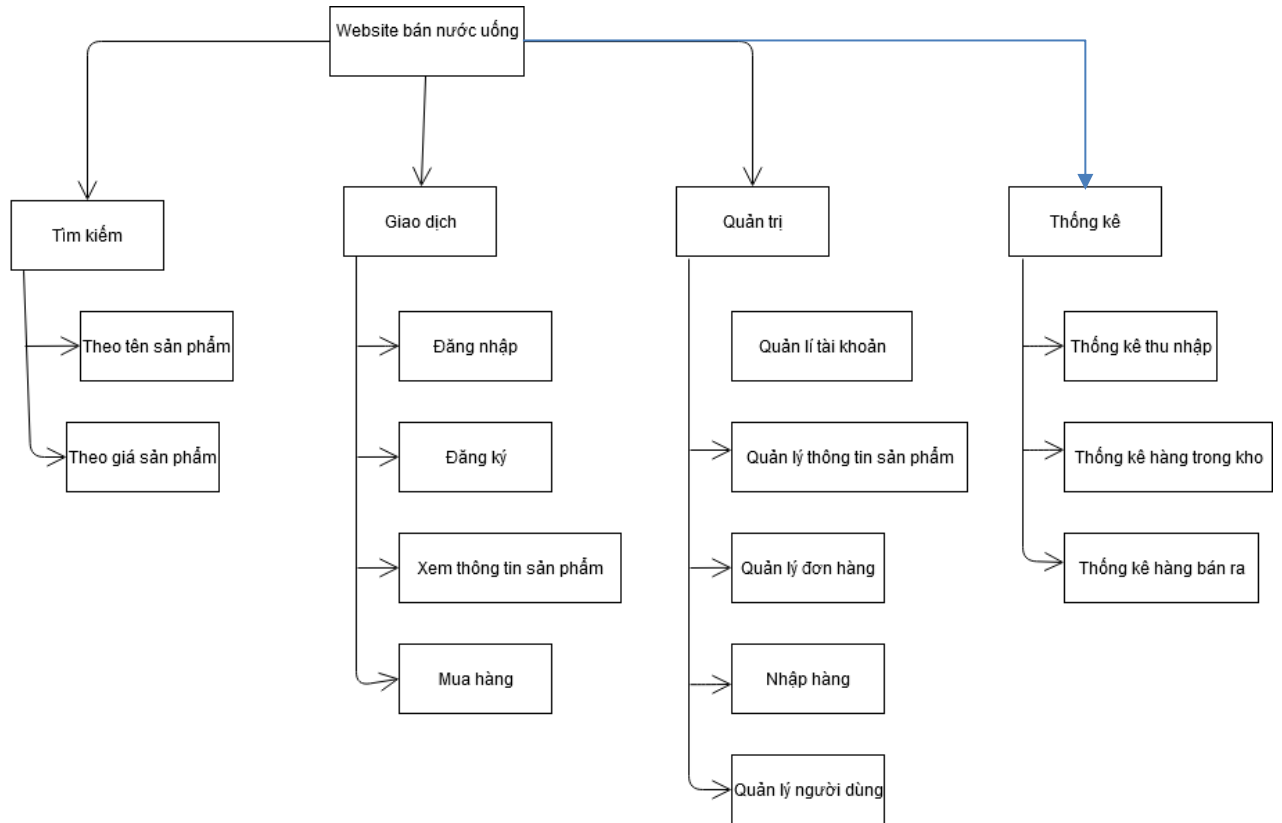 Website bán nước uống
Tìm kiếm
Giao dịch
Quản trị
Thống kê
Theo tên sản phẩm
Theo giá sản phẩm
Đăng nhập
Đăng ký
Xem thông tin sản phẩm
Mua hàng
Quản lí tài khoản
Quản lý thông tin sản phẩm
Quản lý đơn hàng
Nhập hàng
Quản lý người dùng
Thống kê thu nhập
Thống kê hàng trong kho
Thống kê hàng bán ra